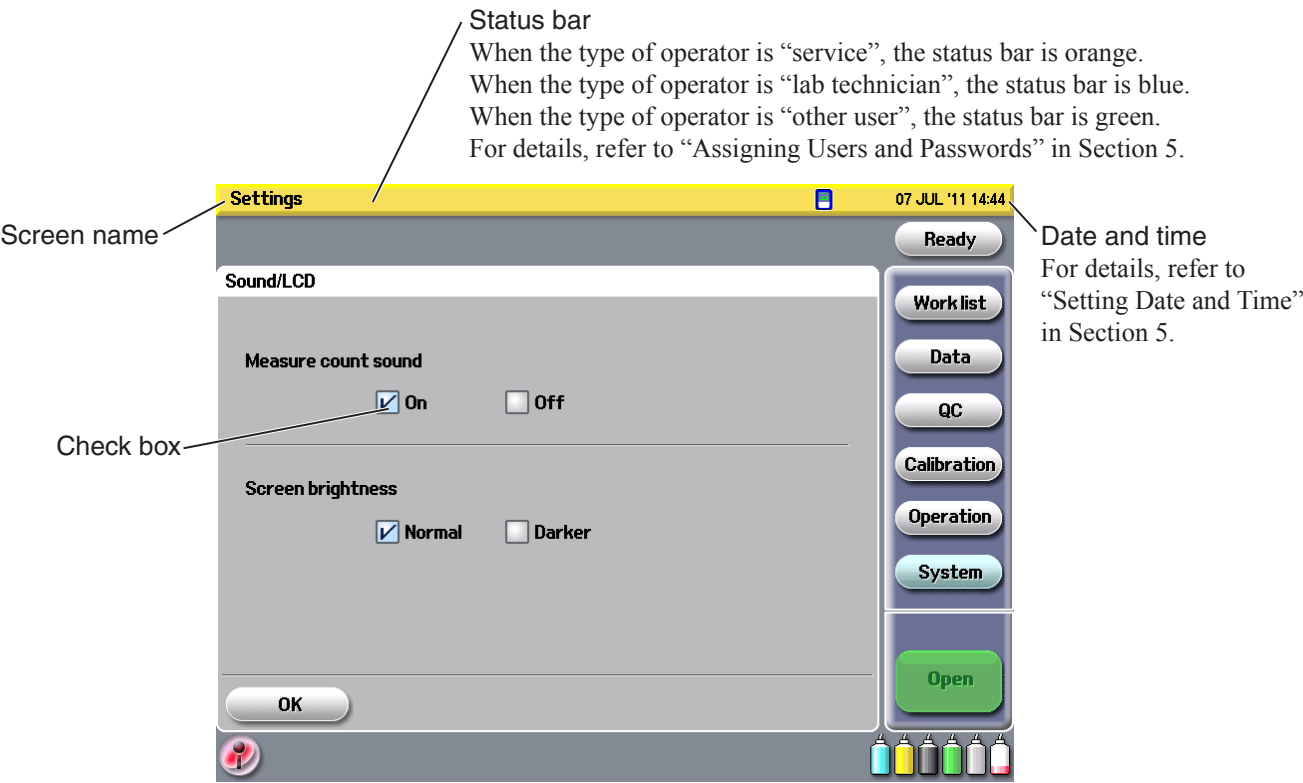 Status bar
When the type of operator is “service”, the status bar is orange.
When the type of operator is “lab technician”, the status bar is blue.
When the type of operator is “other user”, the status bar is green.
For details, refer to “Assigning Users and Passwords” in Section 5.
Settings
07 JUL '11 14:44
Screen name
Ready
Date and time
For details, refer to
“Setting Date and Time”
in Section 5.
Sound/LCD
Work list
Measure count sound
Data
On
Off
QC
Check box
Calibration
Screen brightness
Normal
Darker
Operation
System
Open
OK